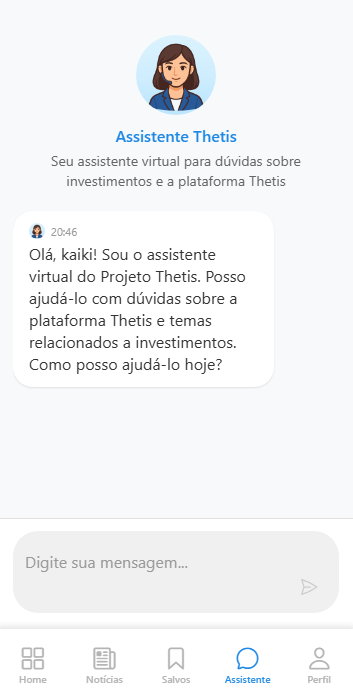 Assistente Thetis
Seu assistente virtual para dúvidas sobre
investimentos e a plataforma Thetis
20:46
Olá, kaiki! Sou o assistente
virtual do Projeto Thetis. Posso
ajudá-lo com dúvidas sobre a
plataforma Thetis e temas
relacionados a investimentos.
Como posso ajudá-lo hoje?
Digite sua mensagem...
Home
Notícias
Salvos
Assistente
Perfil